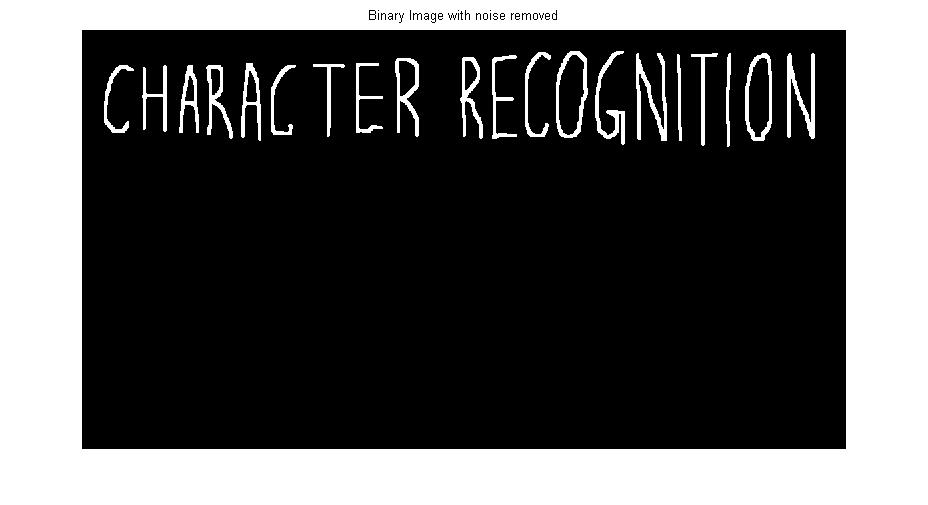 Binary Image with noise removed
CHARACTER RECOGNITION